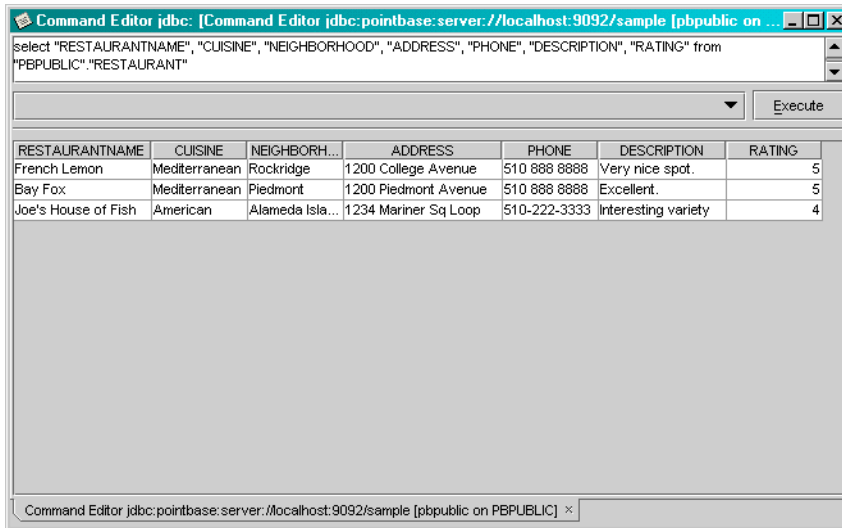 Command Editor jdbc: [Command Editor jdbc:pointbase:server://localhost:9092/sample [pbpublic on ...
select "RESTAURANTNAME", "CUISINE", "NEIGHBORHOOD", "ADDRESS", "PHONE", "DESCRIPTION", "RATING" from
"PBPUBLIC"."RESTAURANT"
Execute
RESTAURANTNAME CUISINE NEIGHBORH... ADDRESS PHONE DESCRIPTION RATING
French Lemon Mediterranean Rockridge 1200 College Avenue 510 888 8888 Very nice spot. 5
Bay Fox Mediterranean Piedmont 1200 Piedmont Avenue 510 888 8888 Excellent. 5
Joe's House of Fish American Alameda Isla... 1234 Mariner Sq Loop 510-222-3333 Interesting variety 4
Command Editor jdbc:pointbase:server://localhost:9092/sample [pbpublic on PBPUBLIC] ×